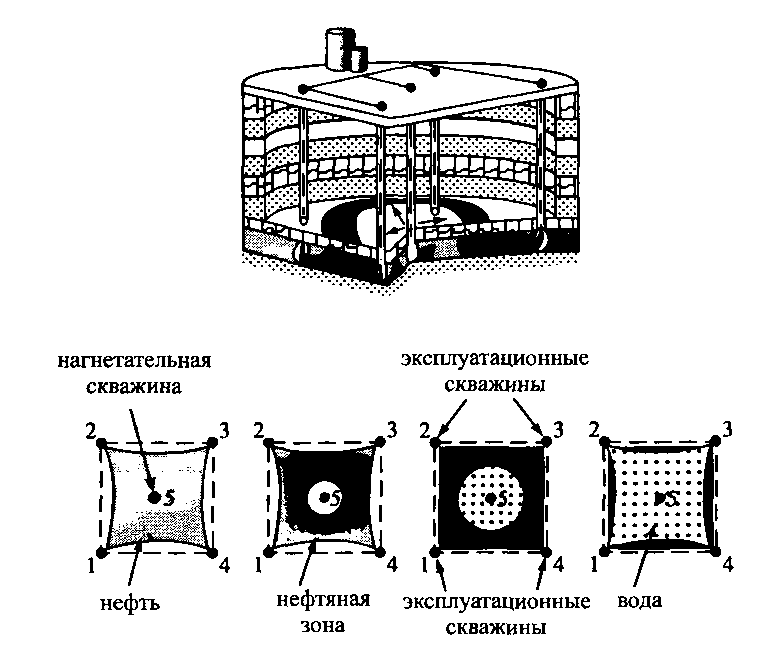 нагнетательная
скважина
эксплуатационные
скважины
2 3
5
1 4
2 3
5
1 4
2 3
5
1 4
2 3
5
1 4
нефть
нефтяная
зона
эксплуатационные
скважины
вода